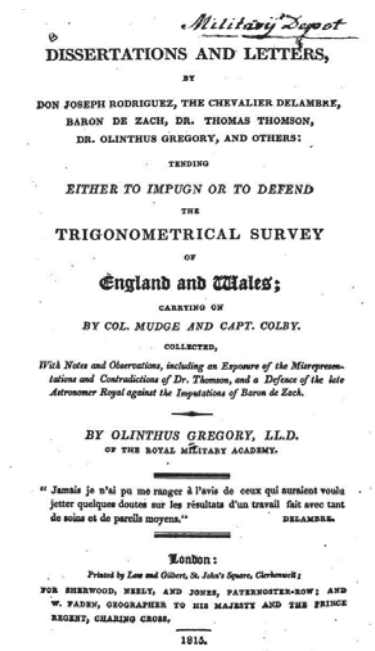 Military Depot
DISSERTATIONS AND LETTERS,
BY
DON JOSEPH RODRIGUEZ, THE CHEVALIER DELAMBRE,
BARON DE ZACH, DR. THOMAS THOMSON,
DR. OLINTHUS GREGORY, AND OTHERS:
TENDING
EITHER TO IMPUGN OR TO DEFEND
THE
TRIGONOMETRICAL SURVEY
OF
England and Wales;
CARRYING ON
BY COL. MUDGE AND CAPT. COLBY.
COLLECTED,
With Notes and Observations, including an Exposure of the Misrepresen-
tations and Contradictions of Dr. Thomson, and a Defence of the late
Astronomer Royal against the Imputations of Baron de Zach.
BY OLINTHUS GREGORY, LL.D.
OF THE ROYAL MILITARY ACADEMY.
" Jamais je n'ai pu me ranger à l'avis de ceux qui auraient voulu
jetter quelques doutes sur les résultats d'un travail fait avec tant
de soins et de pareils moyens." DELAMBRE.
London:
Printed by Law and Gilbert, St. John's Square, Clerkenwell;
FOR SHERWOOD, NEELY, AND JONES, PATERNOSTER-ROW; AND
W. FADEN, GEOGRAPHER TO HIS MAJESTY AND THE PRINCE
REGENT, CHARING CROSS.
1815.